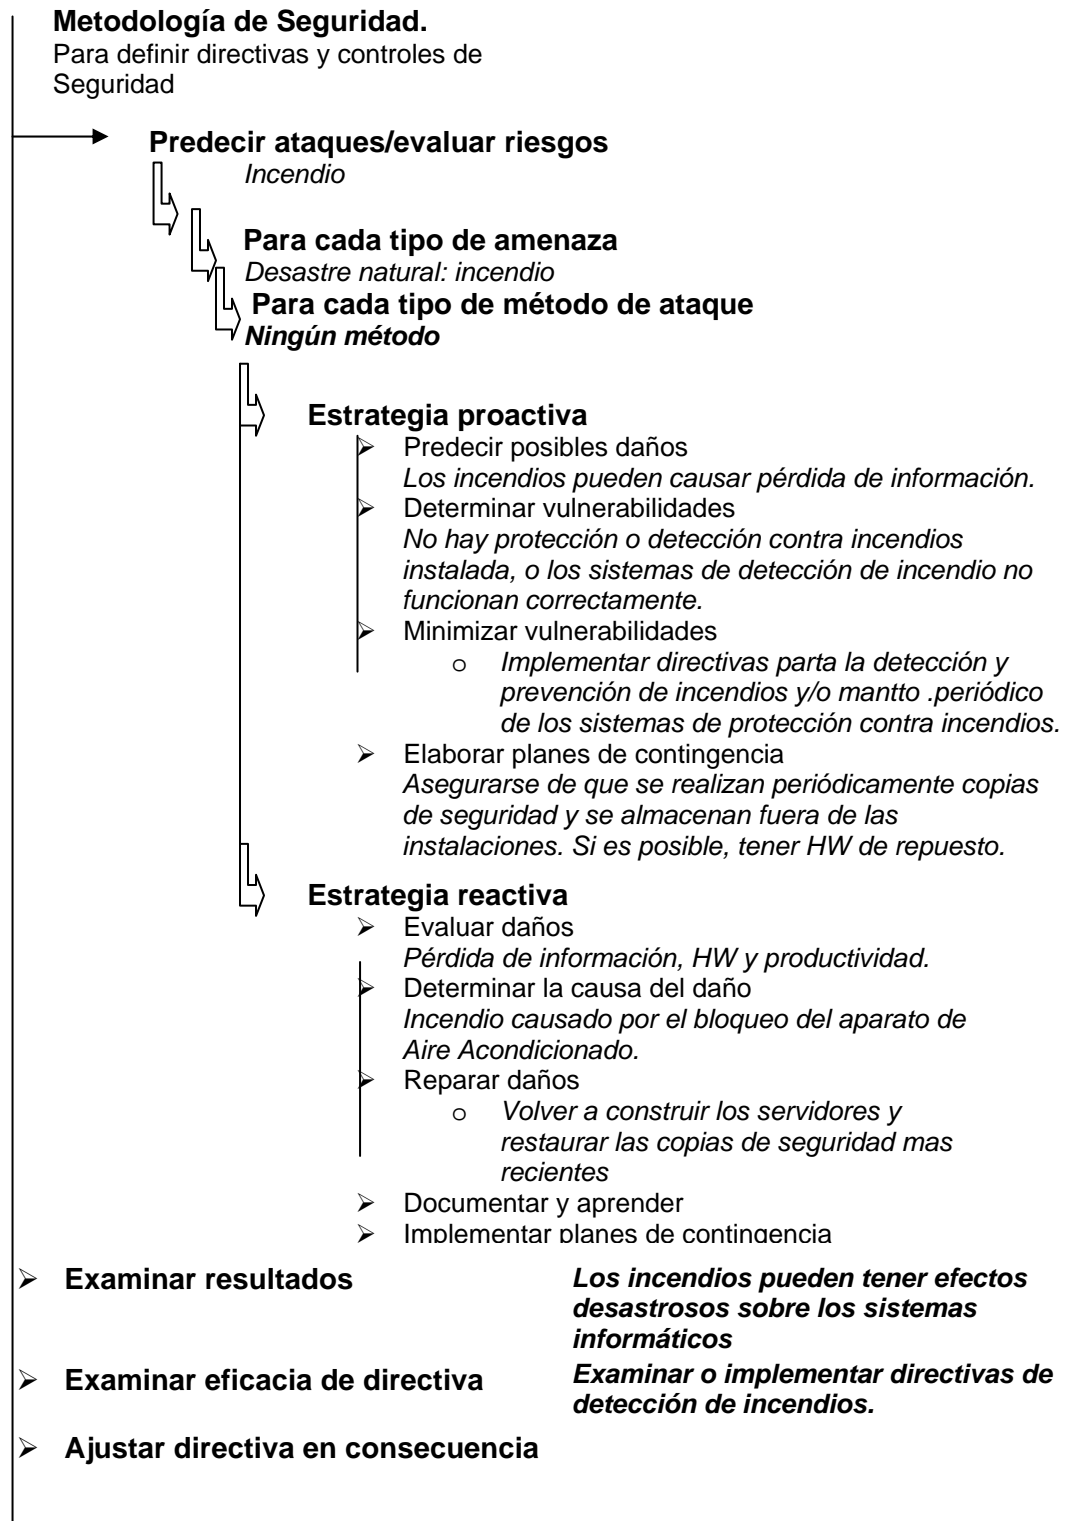 Metodología de Seguridad.
Para definir directivas y controles de
Seguridad
Predecir ataques/evaluar riesgos
Incendio
Para cada tipo de amenaza
Desastre natural: incendio
Para cada tipo de método de ataque
Ningún método
Estrategia proactiva
➢ Predecir posibles daños
Los incendios pueden causar pérdida de información.
➢ Determinar vulnerabilidades
No hay protección o detección contra incendios
instalada, o los sistemas de detección de incendio no
funcionan correctamente.
➢ Minimizar vulnerabilidades
o Implementar directivas parta la detección y
prevención de incendios y/o mantto .periódico
de los sistemas de protección contra incendios.
➢ Elaborar planes de contingencia
Asegurarse de que se realizan periódicamente copias
de seguridad y se almacenan fuera de las
instalaciones. Si es posible, tener HW de repuesto.
Estrategia reactiva
➢ Evaluar daños
Pérdida de información, HW y productividad.
➢ Determinar la causa del daño
Incendio causado por el bloqueo del aparato de
Aire Acondicionado.
➢ Reparar daños
o Volver a construir los servidores y
restaurar las copias de seguridad mas
recientes
➢ Documentar y aprender
➢ Implementar planes de contingencia
➢ Examinar resultados
Los incendios pueden tener efectos
desastrosos sobre los sistemas
informáticos
➢ Examinar eficacia de directiva
Examinar o implementar directivas de
detección de incendios.
➢ Ajustar directiva en consecuencia